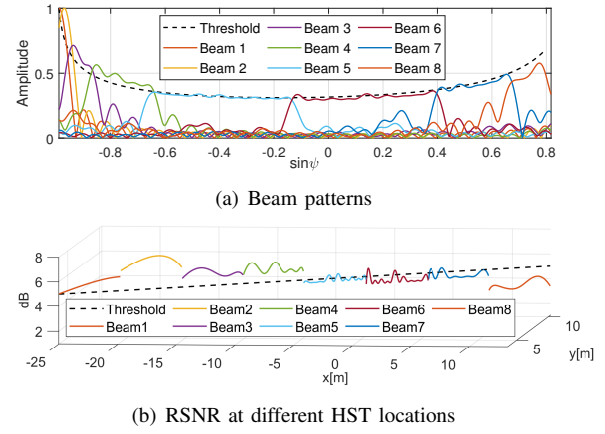 1
0.5
0
Amplitude
Threshold
Beam 1
Beam 2
Beam 3
Beam 4
Beam 5
Beam 6
Beam 7
Beam 8
-0.8 -0.6 -0.4 -0.2 0 0.2 0.4 0.6 0.8
sinψ
(a) Beam patterns
8
6
4
2
dB
Threshold
Beam1
Beam2
Beam3
Beam4
Beam5
Beam6
Beam7
Beam8
-25 -20 -15 -10 -5 0 5 10
x[m]
5 10
y[m]
(b) RSNR at different HST locations